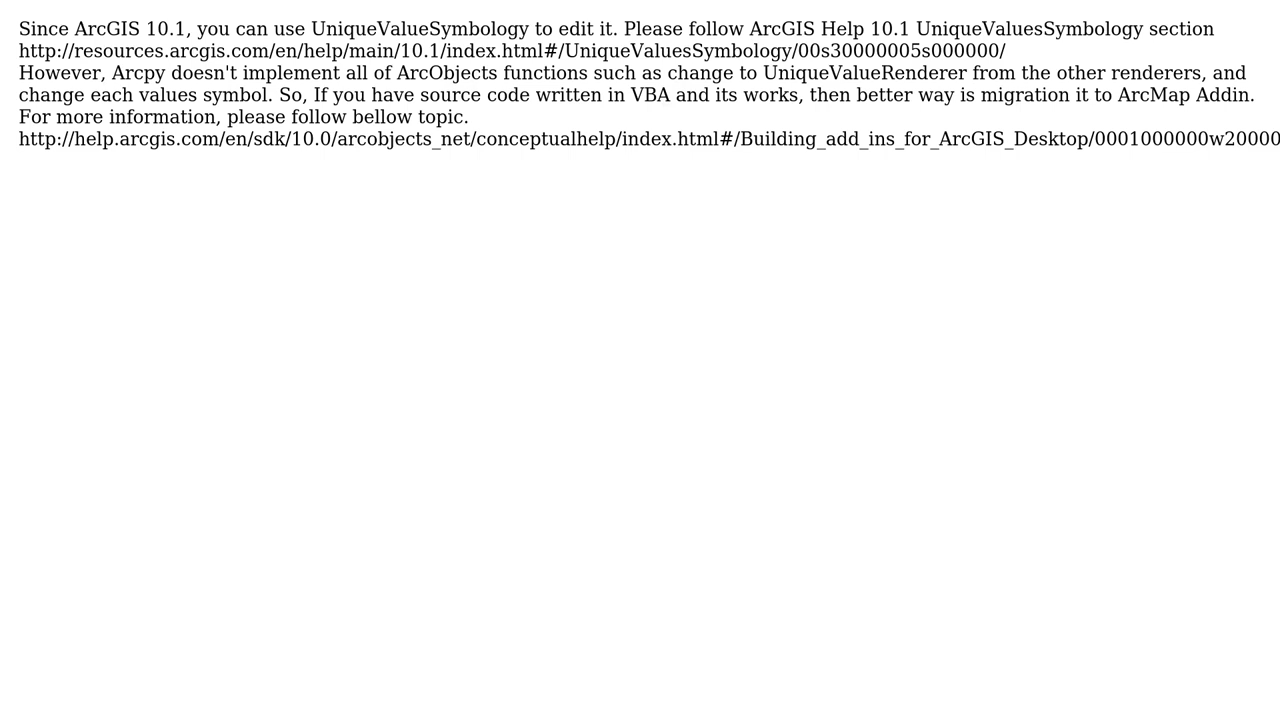 Since ArcGIS 10.1, you can use UniqueValueSymbology to edit it. Please follow ArcGIS Help 10.1 UniqueValuesSymbology section
http://resources.arcgis.com/en/help/main/10.1/index.html#/UniqueValuesSymbology/00s30000005s000000/
However, Arcpy doesn't implement all of ArcObjects functions such as change to UniqueValueRenderer from the other renderers, and
change each values symbol. So, If you have source code written in VBA and its works, then better way is migration it to ArcMap Addin.
For more information, please follow bellow topic.
http://help.arcgis.com/en/sdk/10.0/arcobjects_net/conceptualhelp/index.html#/Building_add_ins_for_ArcGIS_Desktop/0001000000w20000